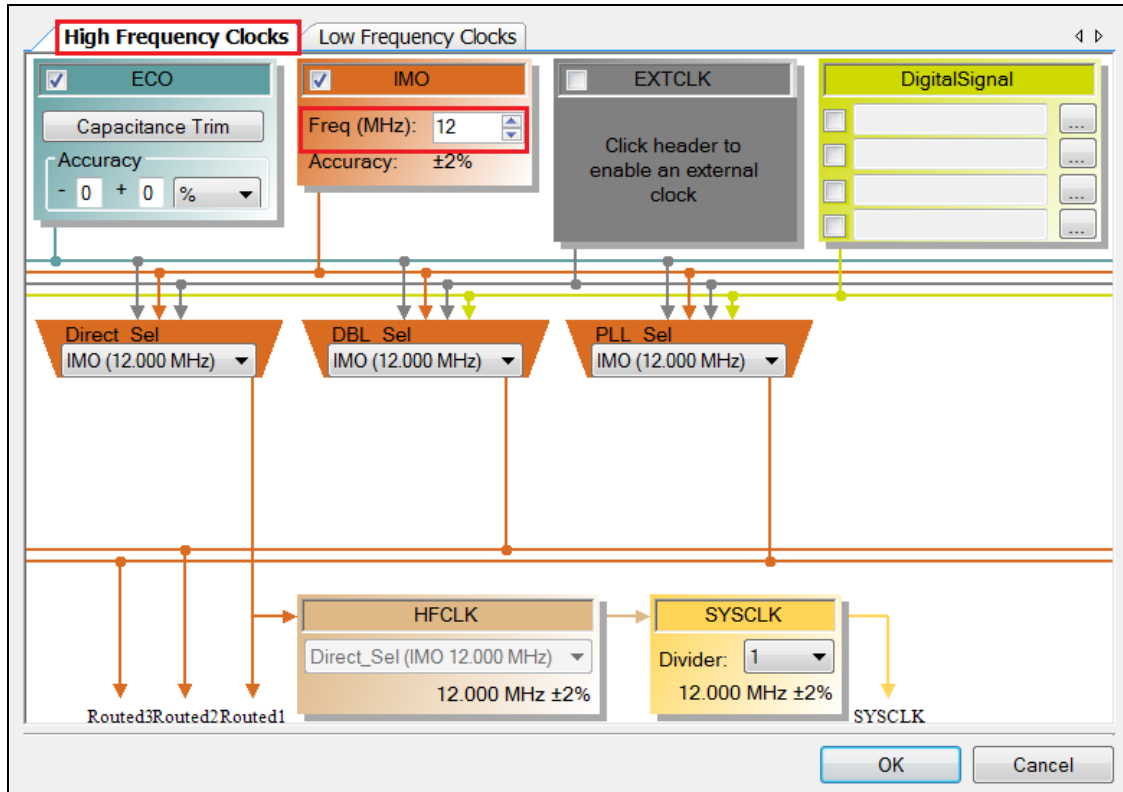 High Frequency Clocks
Low Frequency Clocks
ECO
Capacitance Trim
Accuracy
- 0 + 0 %
IMO
Freq (MHz): 12
Accuracy: ±2%
EXTCLK
Click header to
enable an external
clock
DigitalSignal
...
...
...
...
Direct_Sel
IMO (12.000 MHz)
DBL_Sel
IMO (12.000 MHz)
PLL_Sel
IMO (12.000 MHz)
HFCLK
Direct_Sel (IMO 12.000 MHz)
12.000 MHz ±2%
SYSCLK
Divider: 1
12.000 MHz ±2%
Routed3Routed2Routed1
SYSCLK
OK
Cancel